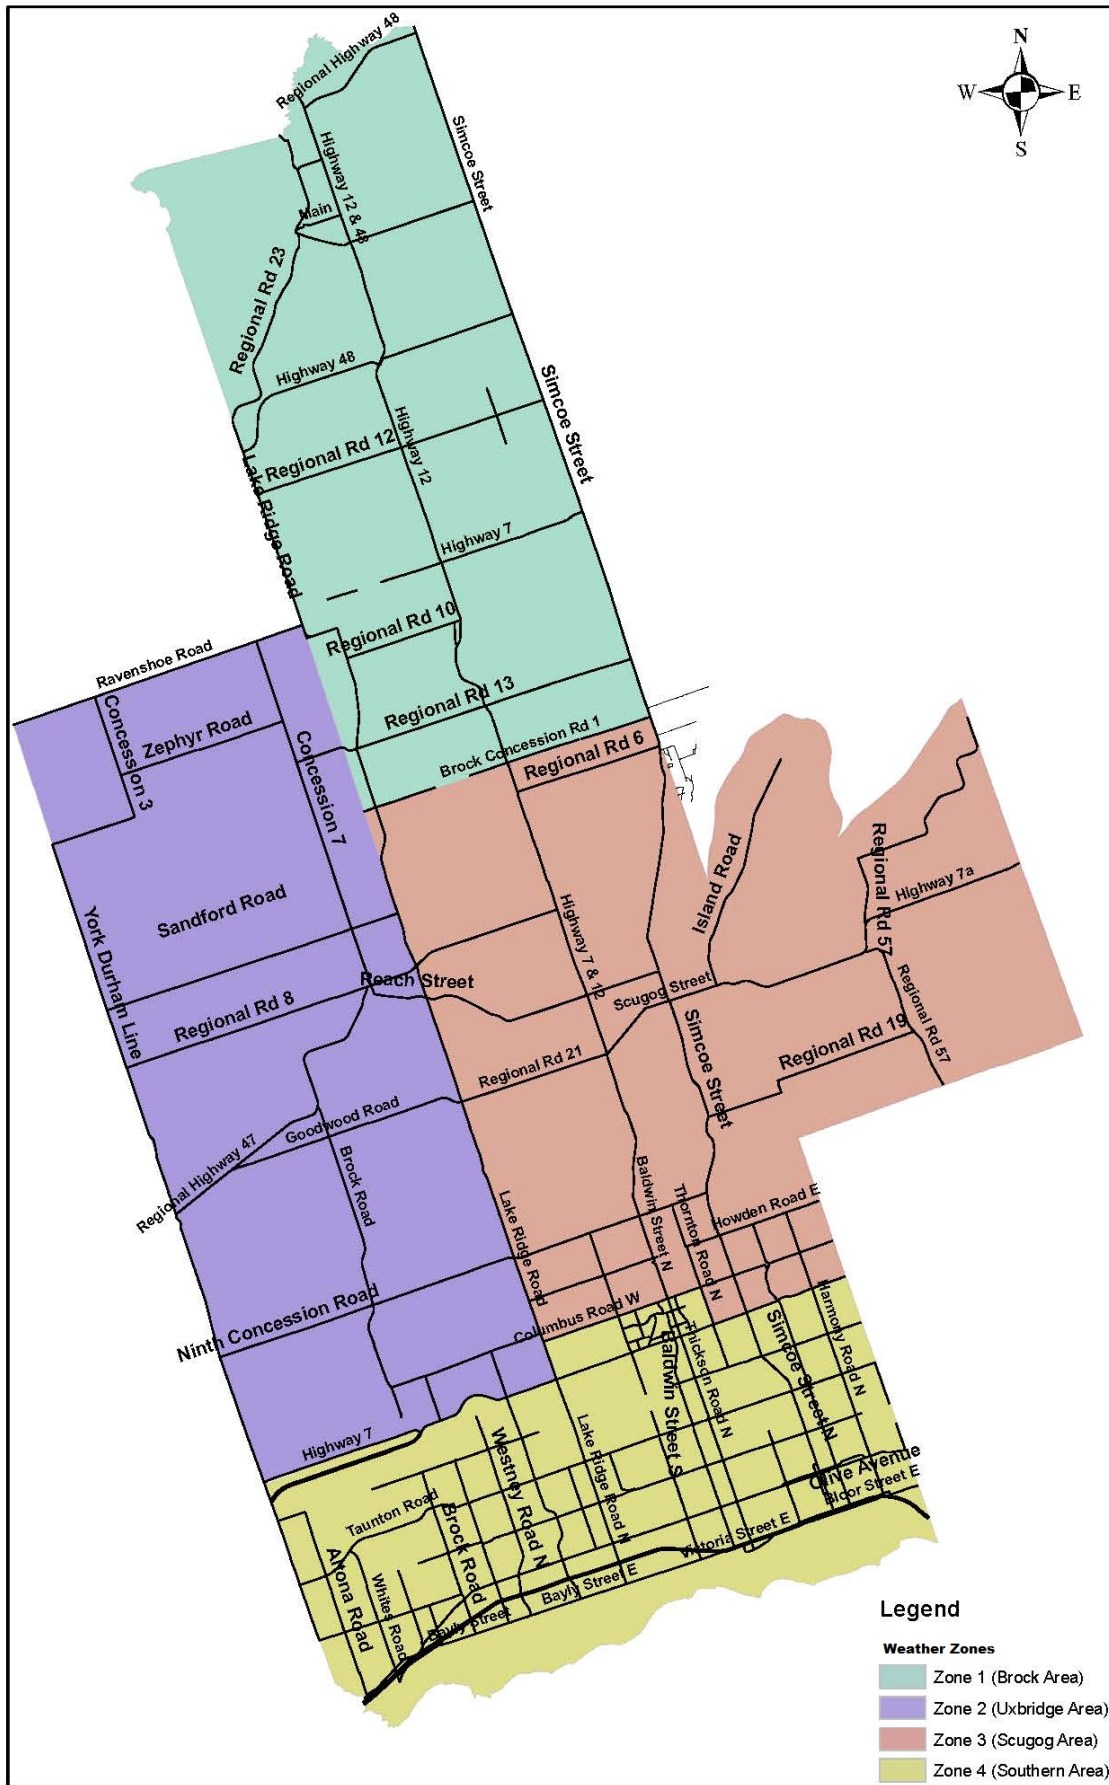 N
W E
S
Regional Highway 48
Simcoe Street
Highway 12 & 48
Main
Regional Rd 23
Highway 48
Simcoe Street
Highway 12
Regional Rd 12
Lake Ridge Road
Highway 7
Regional Rd 10
Ravenshoe Road
Regional Rd 13
Concession 3
Zephyr Road
Brock Concession Rd 1
Regional Rd 6
Concession 7
Island Road
Regional Rd 57
Highway 7a
Sandford Road
York Durham Line
Highway 7 & 12
Reach Street
Scugog Street
Regional Rd 57
Regional Rd 8
Simcoe Street
Regional Rd 19
Regional Rd 21
Goodwood Road
Regional Highway 47
Brock Road
Baldwin Street N
Thornton Road N
Howden Road E
Lake Ridge Road
Ninth Concession Road
Columbus Road W
Harmony Road N
Simcoe Street N
Thickson Road N
Baldwin Street S
Highway 7
Lake Ridge Road N
Westney Road N
Olive Avenue
Bloor Street E
Taunton Road
Brock Road
Victoria Street E
Altona Road
Whites Road
Bayly Street E
Bayly Street
Legend
Weather Zones
Zone 1 (Brock Area)
Zone 2 (Uxbridge Area)
Zone 3 (Scugog Area)
Zone 4 (Southern Area)